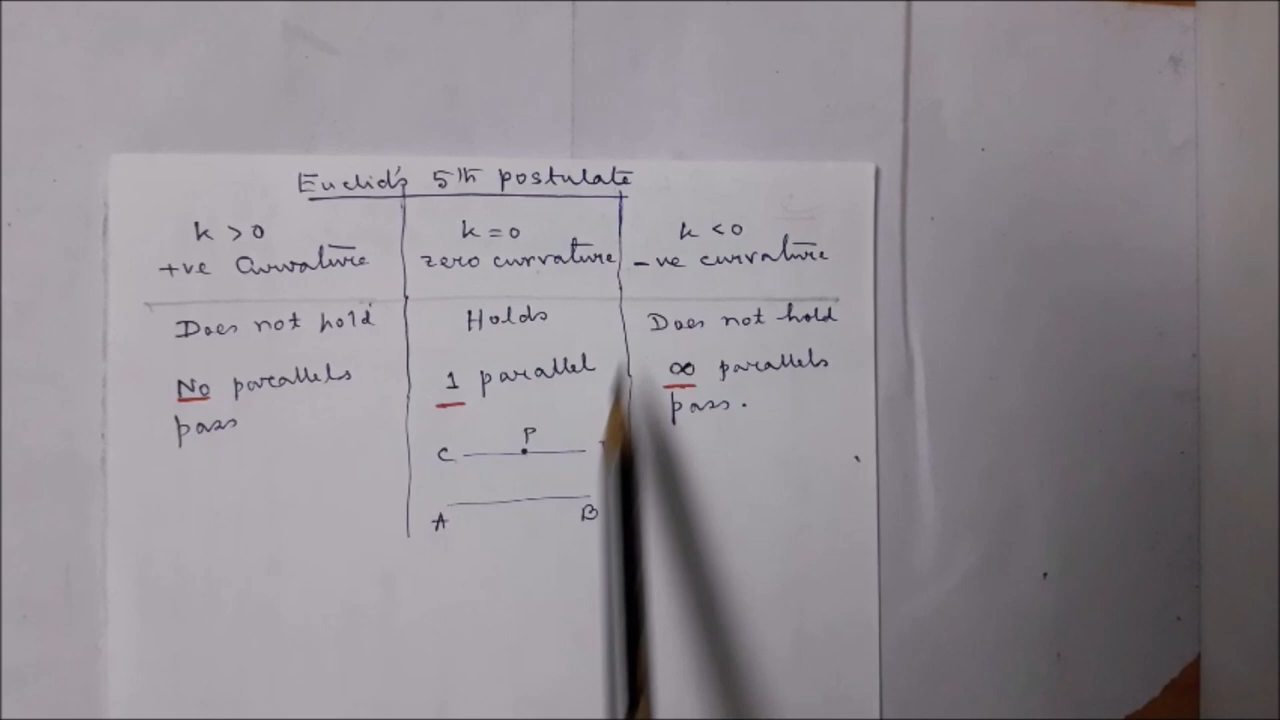 Euclid's 5th postulate
k > 0
+ve Curvature
k = 0
zero curvature
k < 0
-ve curvature
Does not hold
No parallels
pass
Holds
1 parallel
P
C
A
B
Does not hold
∞ parallels
pass.